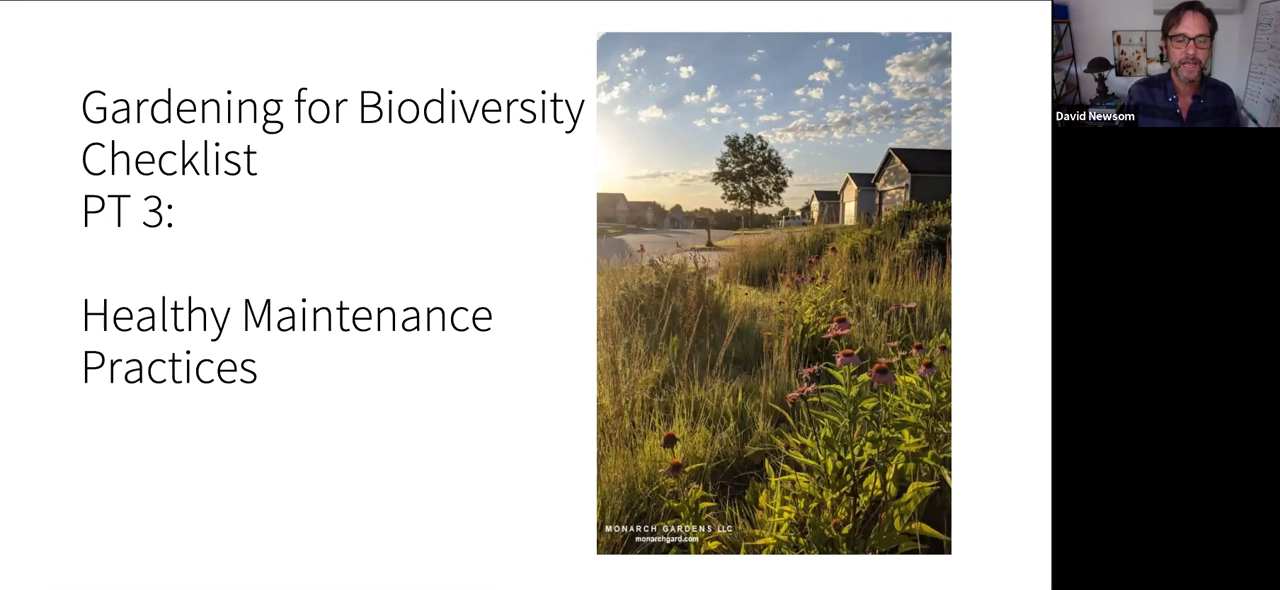 Gardening for Biodiversity
Checklist
PT 3:
Healthy Maintenance
Practices
MONARCH GARDENS LLC
monarchgard.com
David Newsom